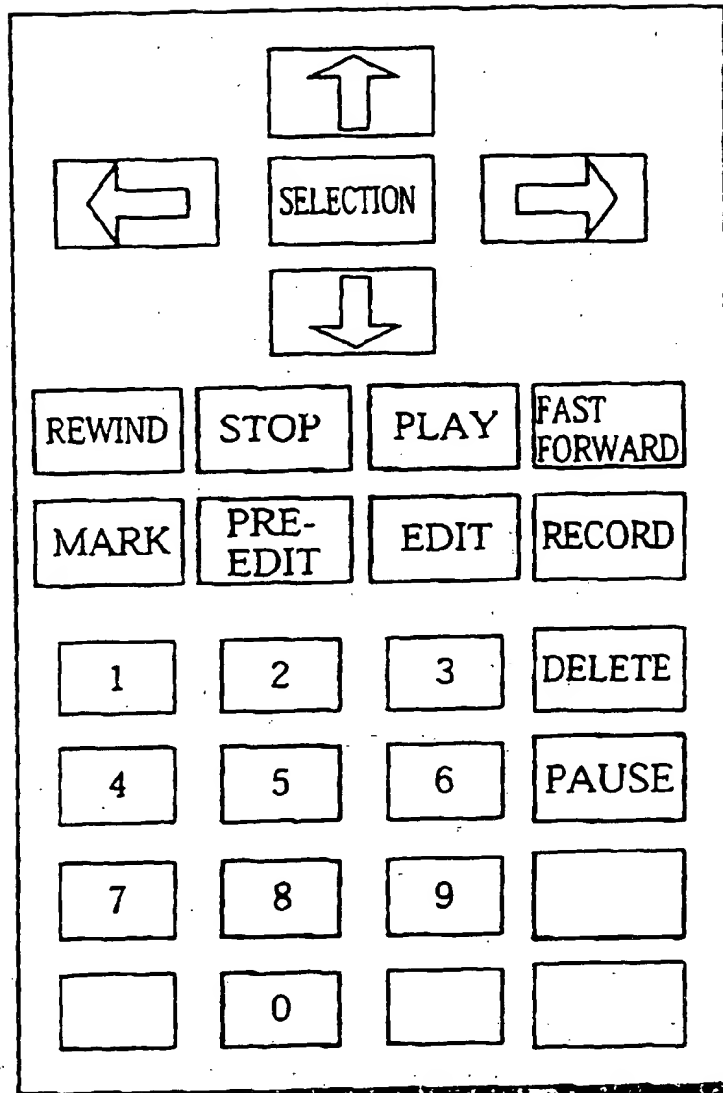 SELECTION
REWIND STOP PLAY FAST FORWARD
MARK PRE-EDIT EDIT RECORD
1 2 3 DELETE
4 5 6 PAUSE
7 8 9
0